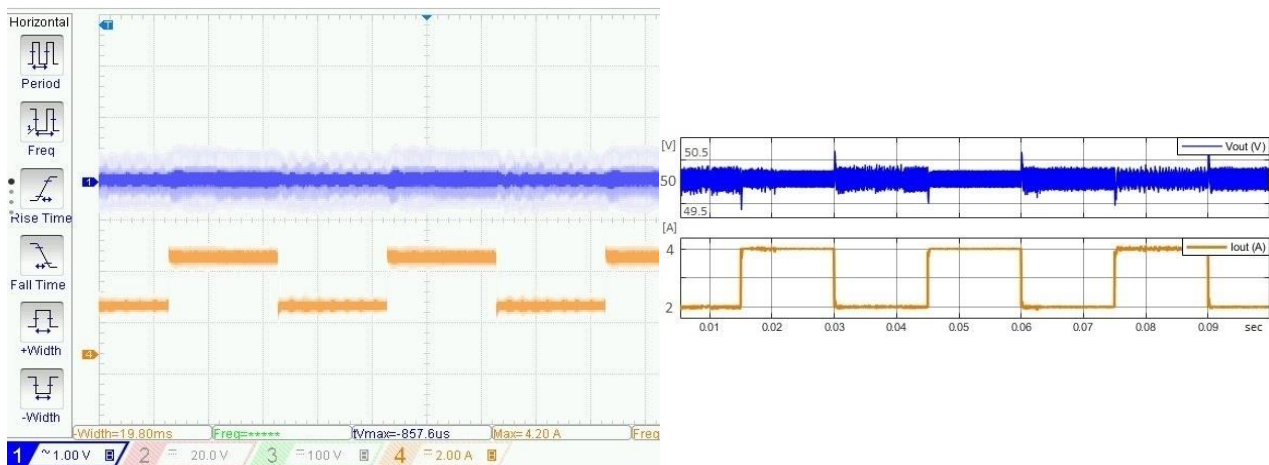 Horizontal
T
Period
Freq
Rise Time
Fall Time
+Width
-Width
1
4
-Width=19.80ms
Freq=*****
tVmax=-857.6us
Max=4.20 A
Freq
1 ~ 1.00 V
2 20.0 V
3 100 V
4 2.00 A
[V]
50.5
50
49.5
Vout (V)
[A]
4
2
Iout (A)
0.01 0.02 0.03 0.04 0.05 0.06 0.07 0.08 0.09 sec